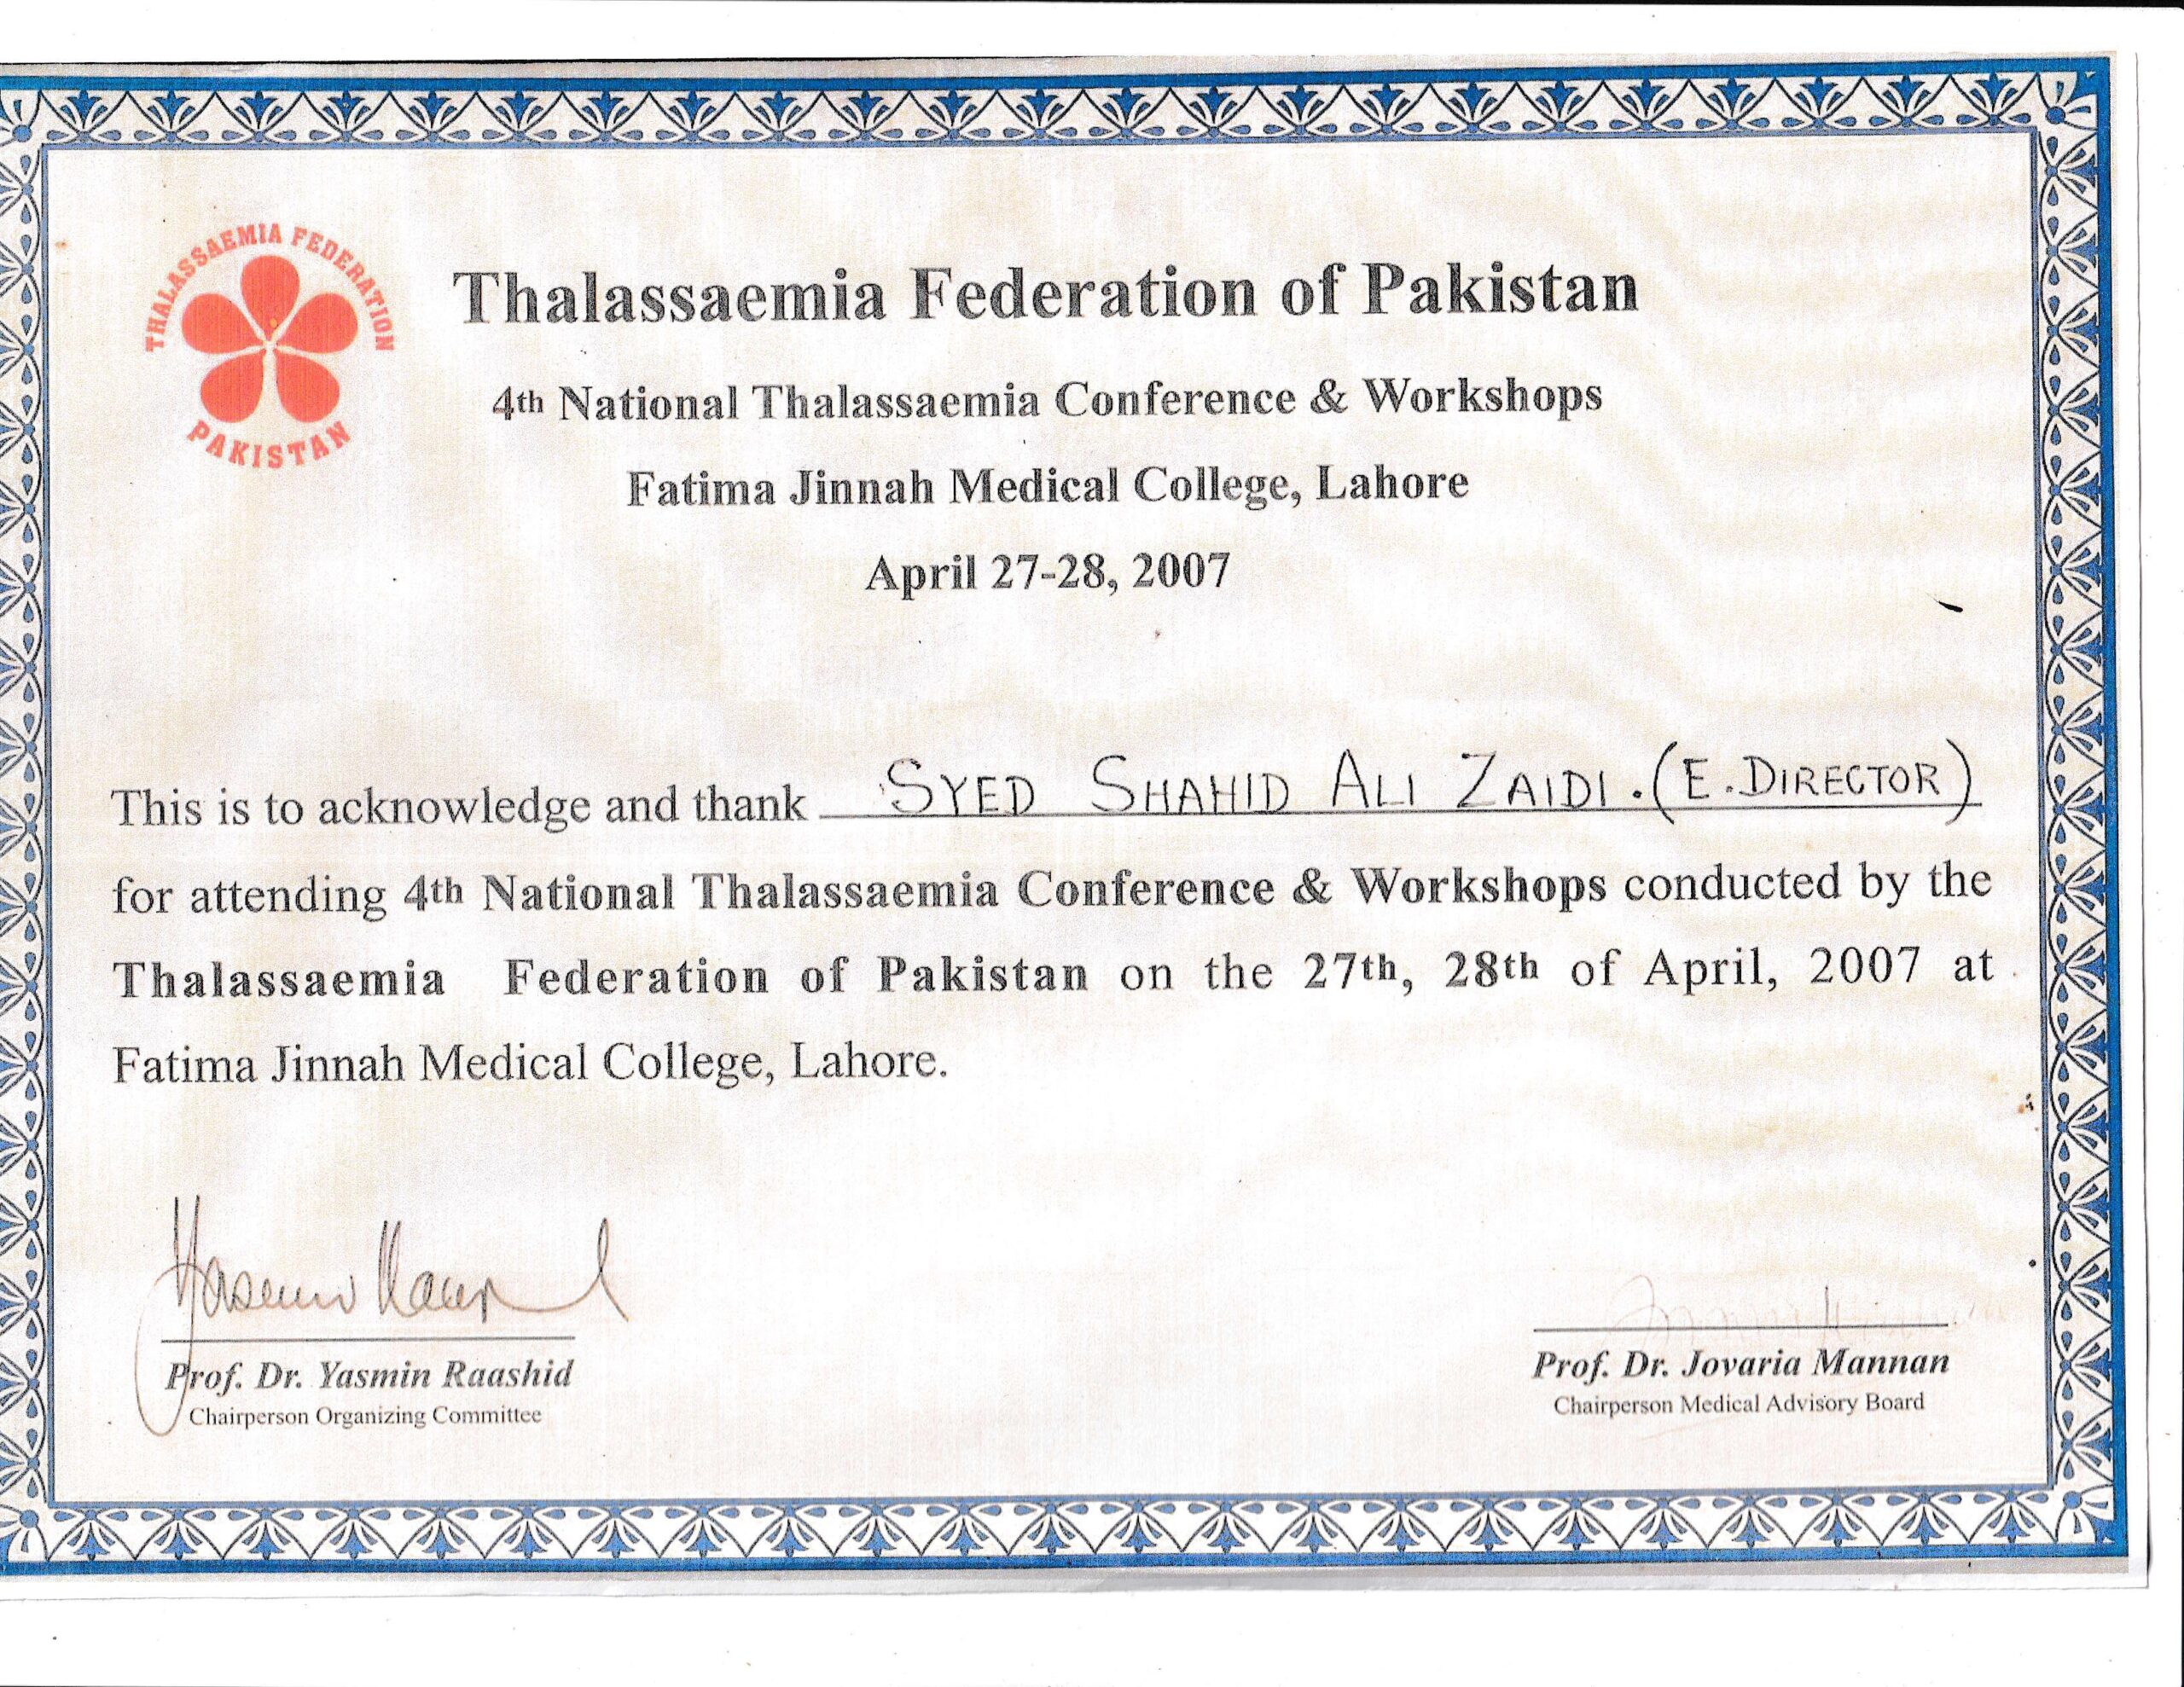 THALASSAEMIA FEDERATION
PAKISTAN
Thalassaemia Federation of Pakistan
4th National Thalassaemia Conference & Workshops
Fatima Jinnah Medical College, Lahore
April 27-28, 2007
This is to acknowledge and thank SYED SHAHID ALI ZAIDI. (E. DIRECTOR)
for attending 4th National Thalassaemia Conference & Workshops conducted by the
Thalassaemia Federation of Pakistan on the 27th, 28th of April, 2007 at
Fatima Jinnah Medical College, Lahore.
Prof. Dr. Yasmin Raashid
Chairperson Organizing Committee
Prof. Dr. Jovaria Mannan
Chairperson Medical Advisory Board